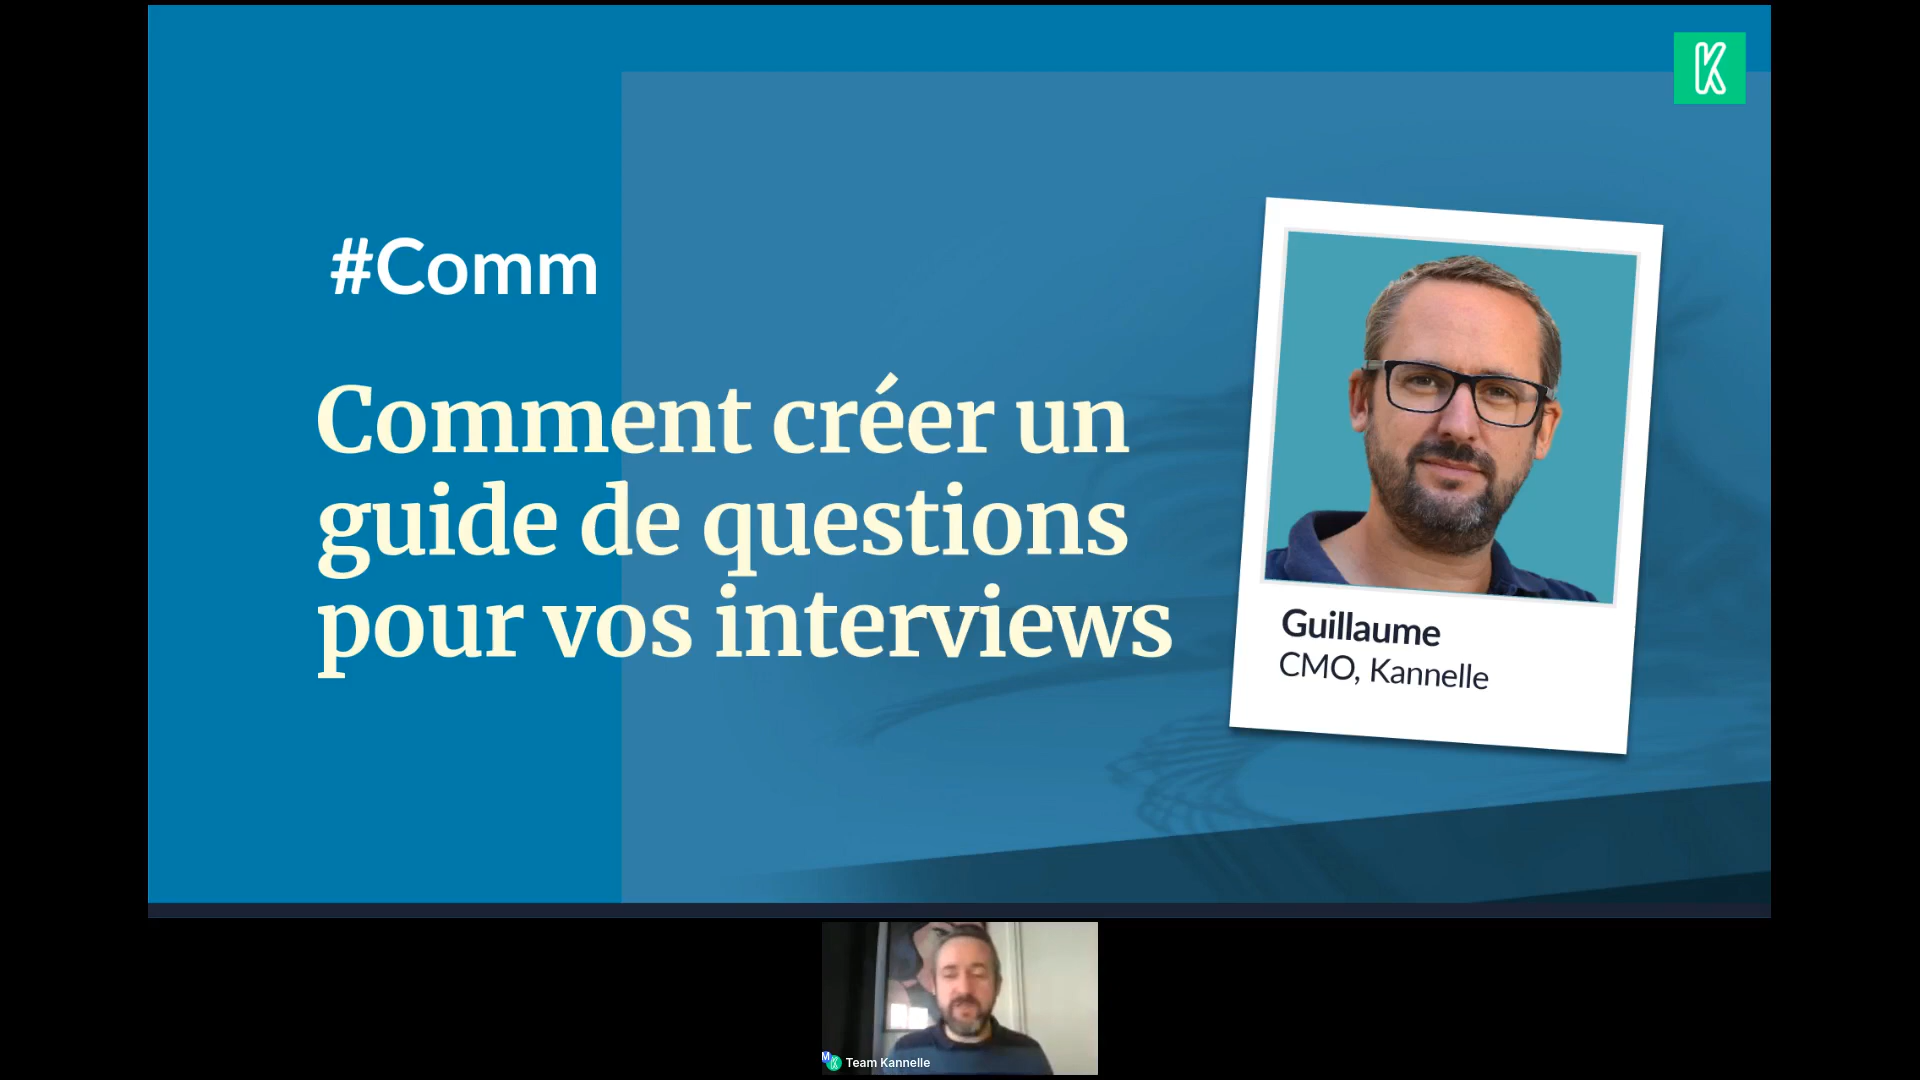 #Comm
Comment créer un
guide de questions
pour vos interviews
Guillaume
CMO, Kannelle
Team Kannelle